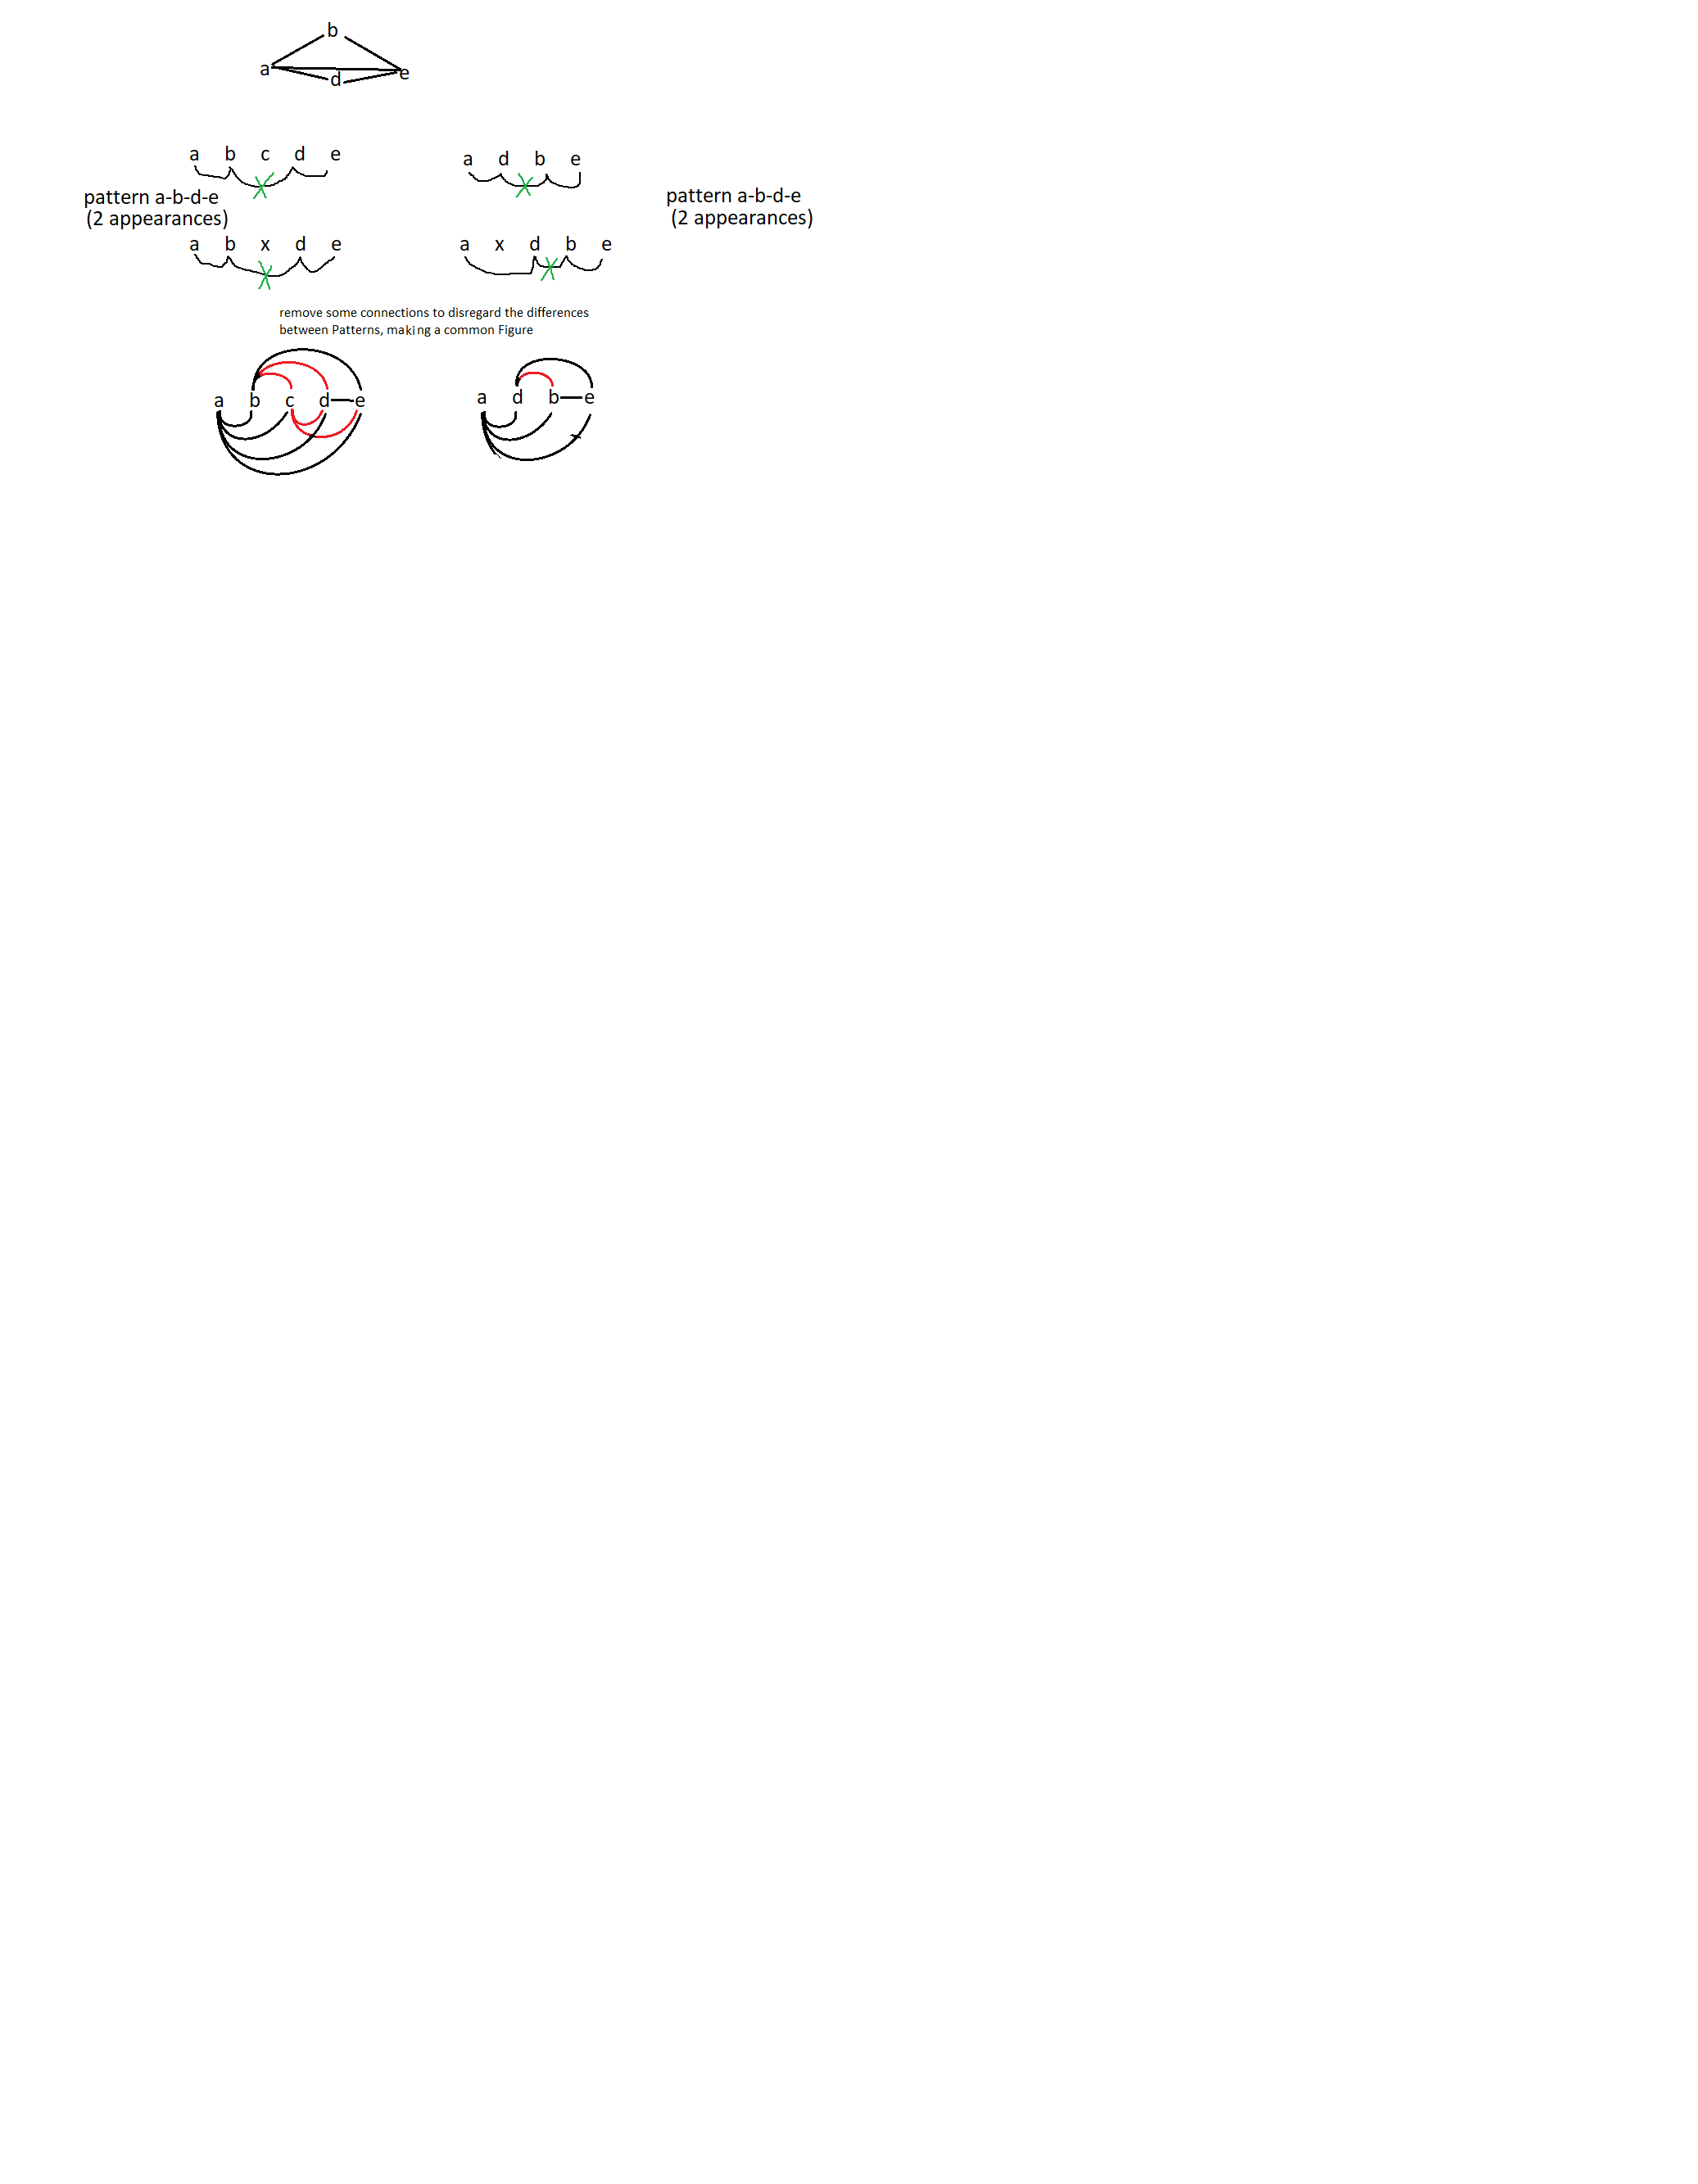 b
a d e
a b c d e
a d b e
pattern a-b-d-e
(2 appearances)
pattern a-b-d-e
(2 appearances)
a b x d e
a x d b e
remove some connections to disregard the differences
between Patterns, making a common Figure
a b c d e
a d b e